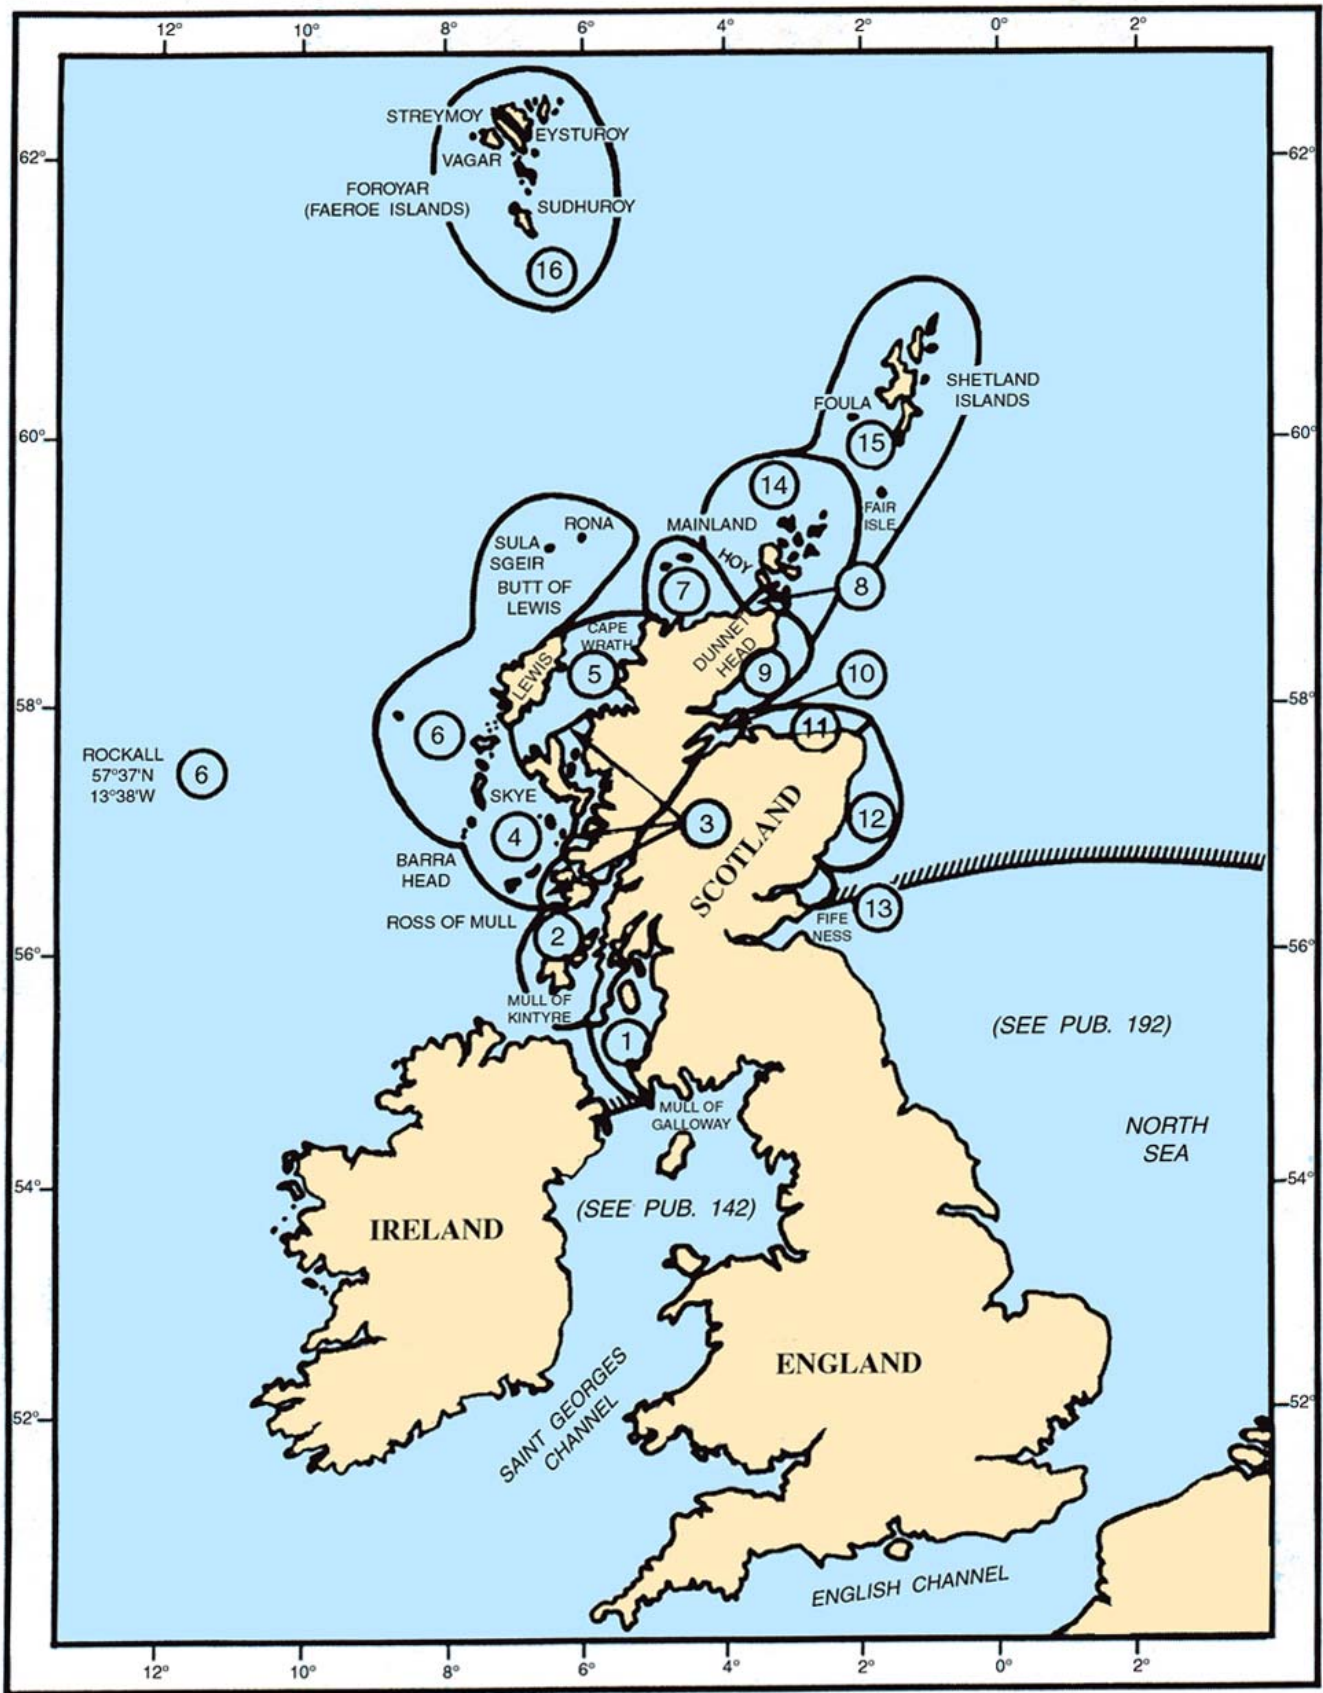 12° 10° 8° 6° 4° 2° 0° 2°
STREYMOY
EYSTUROY
62° 62°
VAGAR
FOROYAR
(FAEROE ISLANDS)
SUDHUROY
16
SHETLAND
ISLANDS
FOULA
60° 60°
15
14
FAIR
ISLE
MAINLAND
HOY
RONA
SULA
SGEIR
BUTT OF
LEWIS
7
8
CAPE
WRATH
DUNNET
HEAD
LEWIS
5
9
10
58° 58°
11
6
ROCKALL
57°37'N
13°38'W
6
SKYE
4
3
12
SCOTLAND
BARRA
HEAD
ROSS OF MULL
13
FIFE
NESS
2
56° 56°
MULL OF
KINTYRE
1
(SEE PUB. 192)
MULL OF
GALLOWAY
NORTH
SEA
54° 54°
(SEE PUB. 142)
IRELAND
ENGLAND
SAINT GEORGES
CHANNEL
52° 52°
ENGLISH CHANNEL
12° 10° 8° 6° 4° 2° 0° 2°